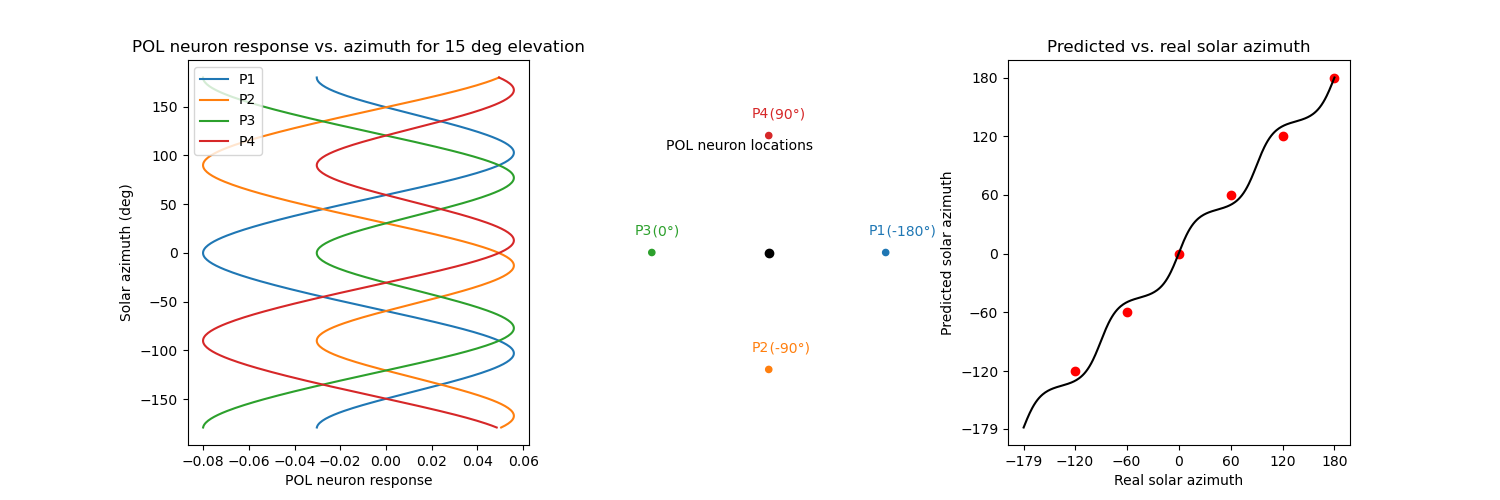 POL neuron response vs. azimuth for 15 deg elevation
P1
P2
P3
P4
Solar azimuth (deg)
150
100
50
0
−50
−100
−150
−0.08 −0.06 −0.04 −0.02 0.00 0.02 0.04 0.06
POL neuron response
P4(90°)
POL neuron locations
P3(0°)
P1(-180°)
P2(-90°)
Predicted vs. real solar azimuth
Predicted solar azimuth
180
120
60
0
−60
−120
−179
−179 −120 −60 0 60 120 180
Real solar azimuth